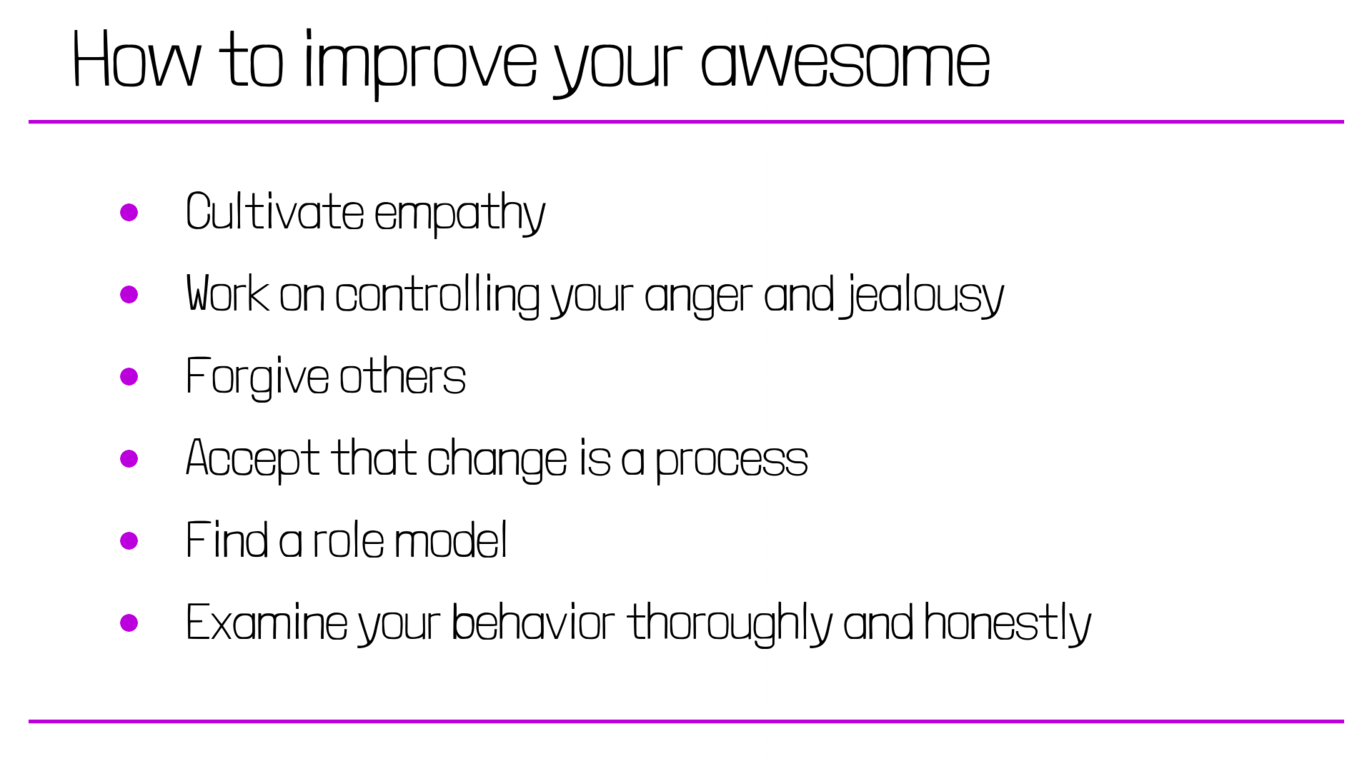 How to improve your awesome
Cultivate empathy
Work on controlling your anger and jealousy
Forgive others
Accept that change is a process
Find a role model
Examine your behavior thoroughly and honestly